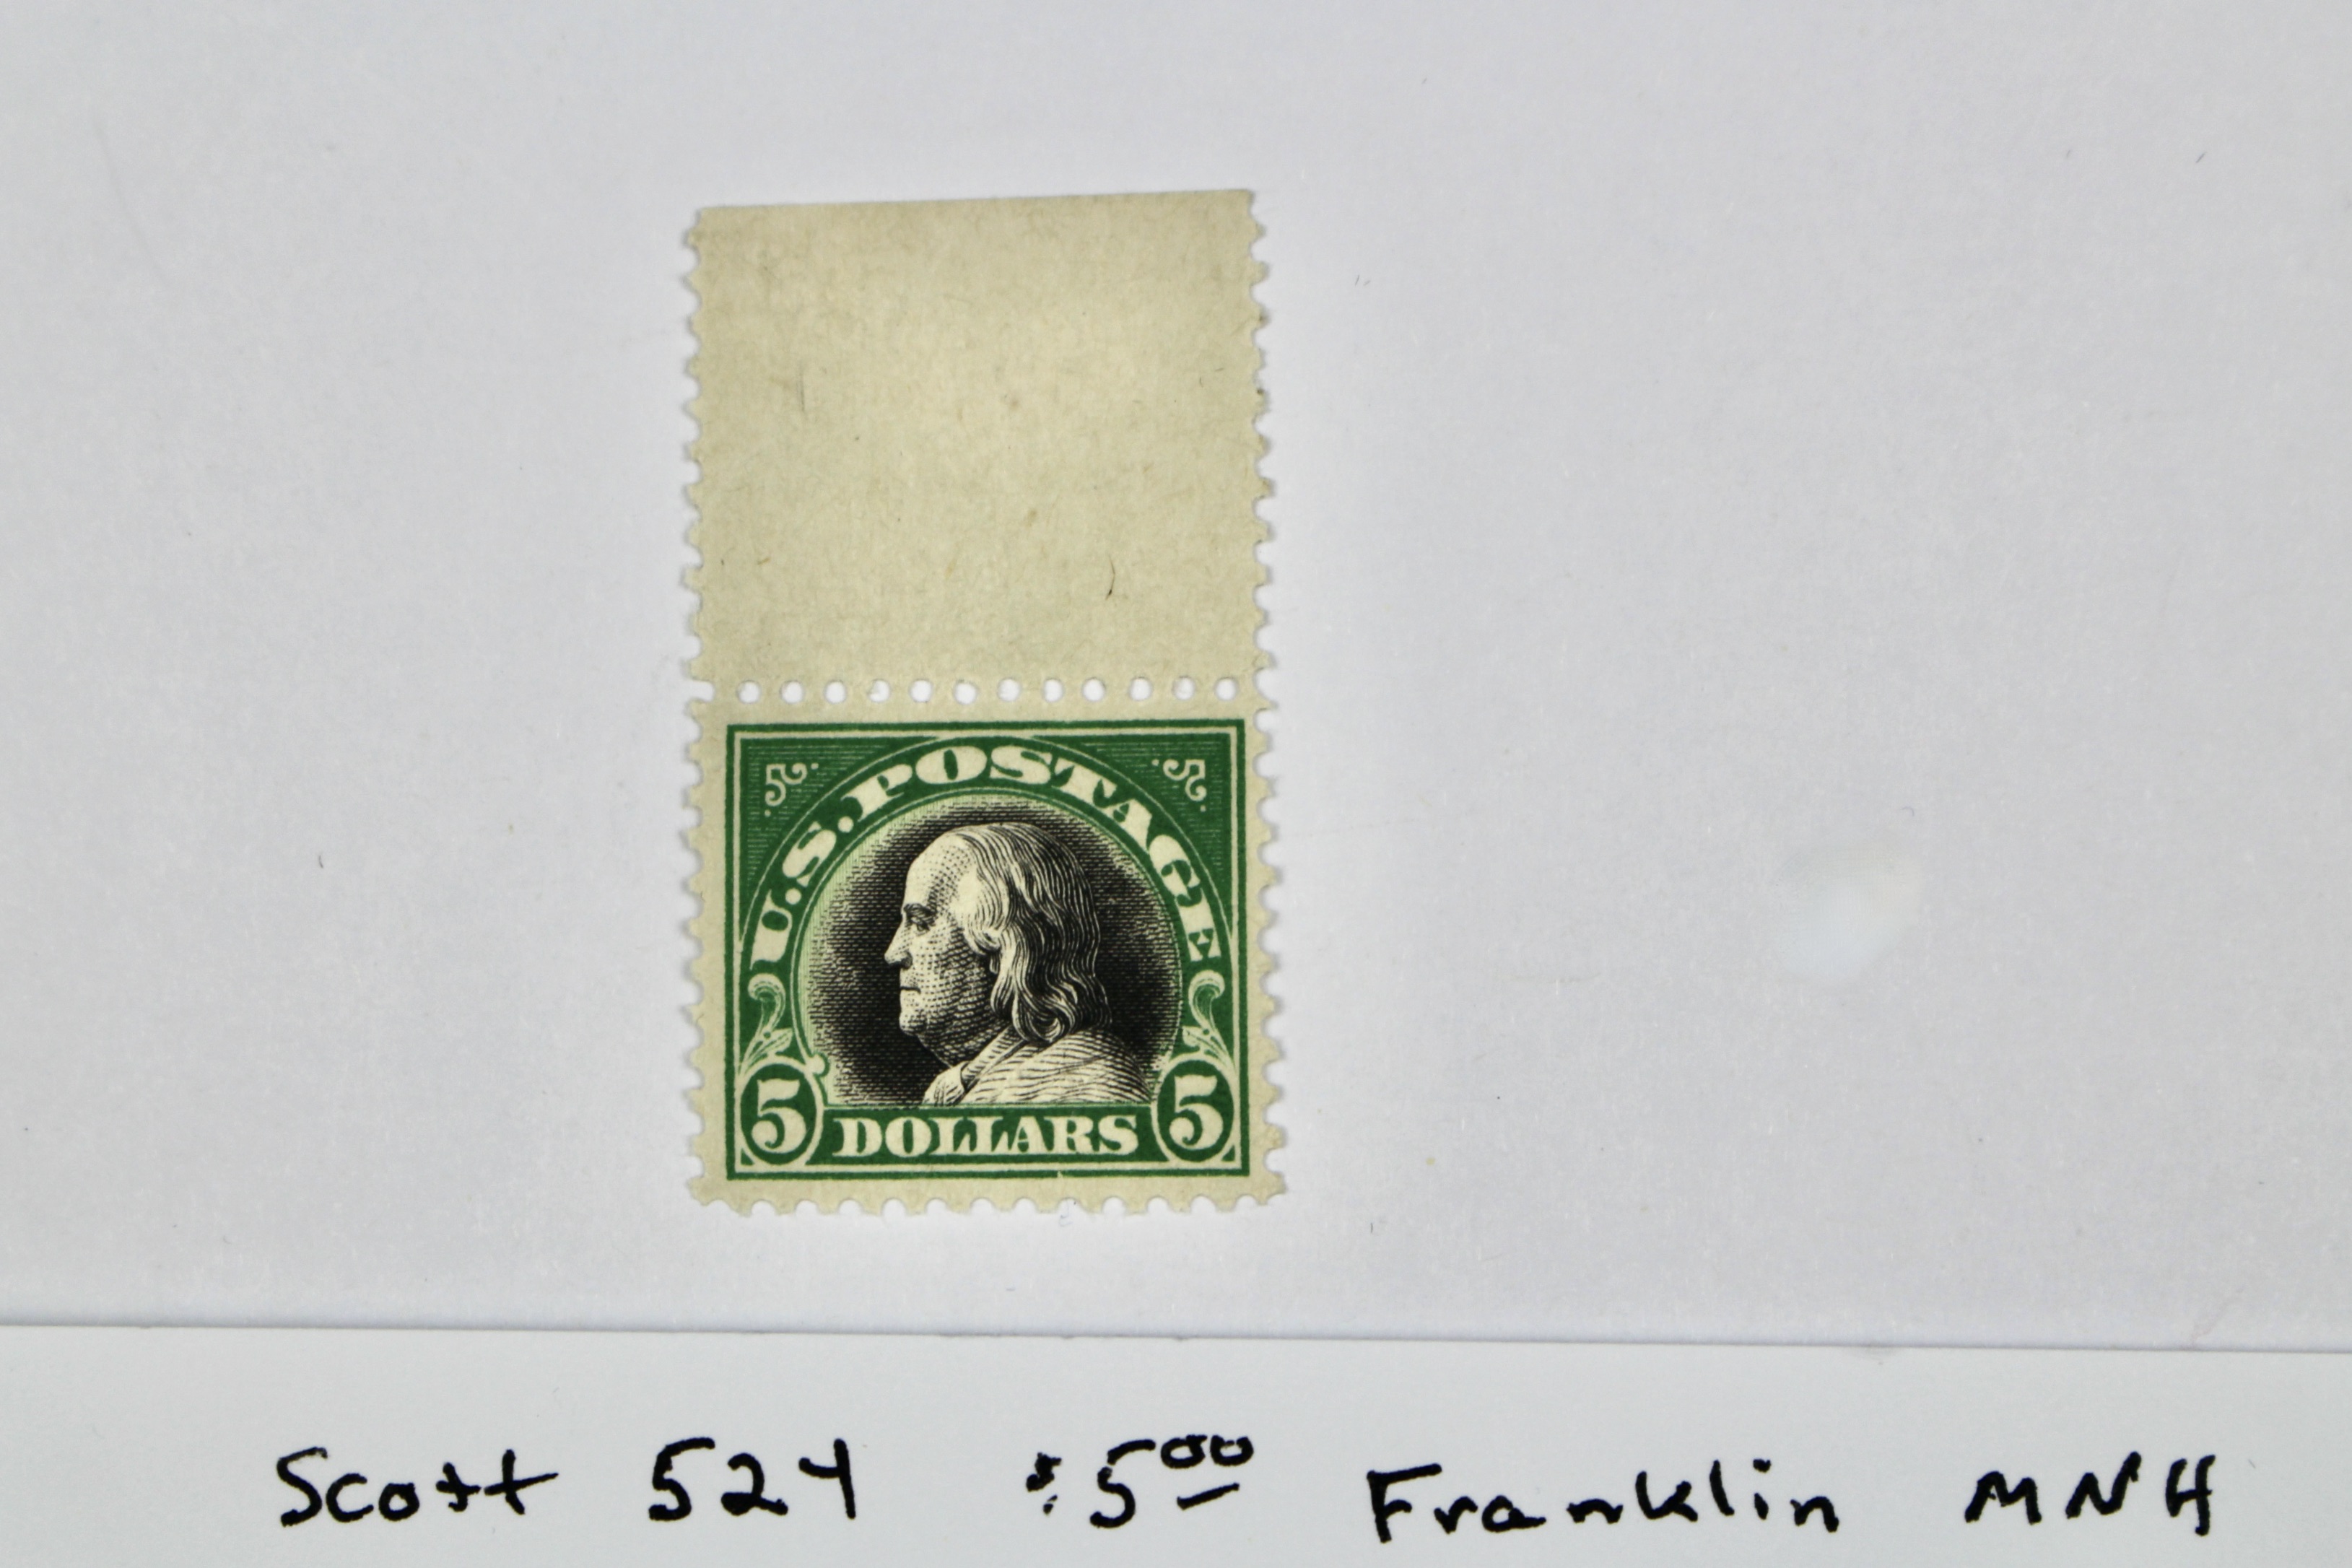 5 5
U.S. POSTAGE
5 DOLLARS 5
Scott 524 $5.00 Franklin MNH